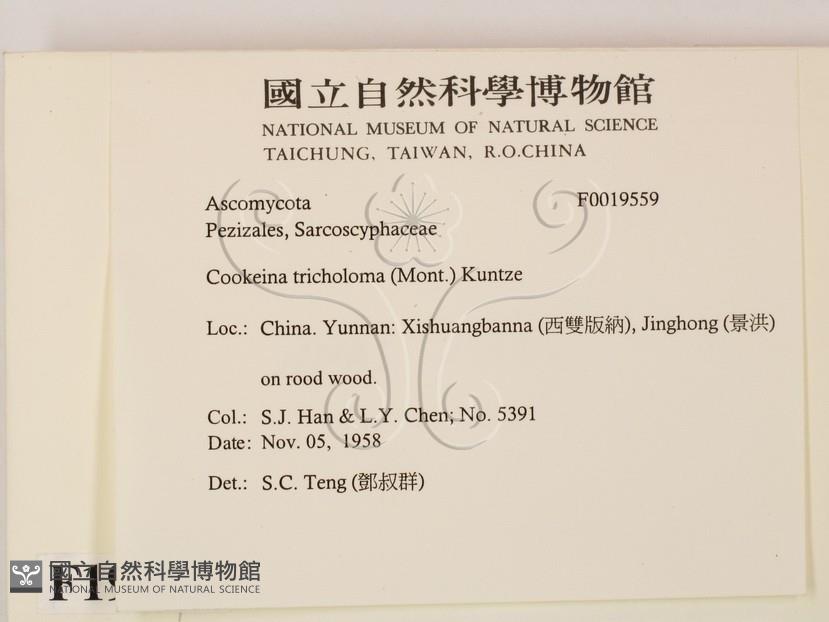 國立自然科學博物館
NATIONAL MUSEUM OF NATURAL SCIENCE
TAICHUNG, TAIWAN, R.O.CHINA
Ascomycota F0019559
Pezizales, Sarcoscyphaceae
Cookeina tricholoma (Mont.) Kuntze
Loc.: China. Yunnan: Xishuangbanna (西雙版納), Jinghong (景洪)
on rood wood.
Col.: S.J. Han & L.Y. Chen; No. 5391
Date: Nov. 05, 1958
Det.: S.C. Teng (鄧叔群)
國立自然科學博物館
NATIONAL MUSEUM OF NATURAL SCIENCE